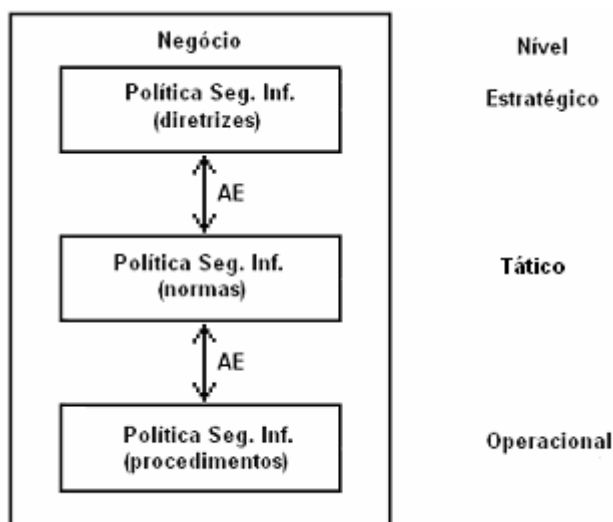 Negócio
Nível
Política Seg. Inf.
(diretrizes)
Estratégico
AE
Política Seg. Inf.
(normas)
Tático
AE
Política Seg. Inf.
(procedimentos)
Operacional